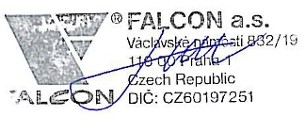 ® FALCON a.s.
Václavské náměstí 832/19
110 00 Praha 1
Czech Republic
FALCON DIČ: CZ60197251